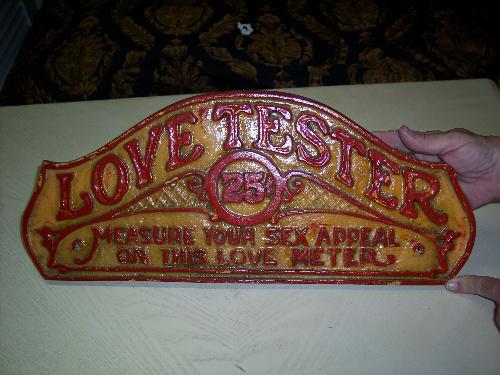 LOVE TESTER
25¢
MEASURE YOUR SEX APPEAL
ON THIS LOVE METER